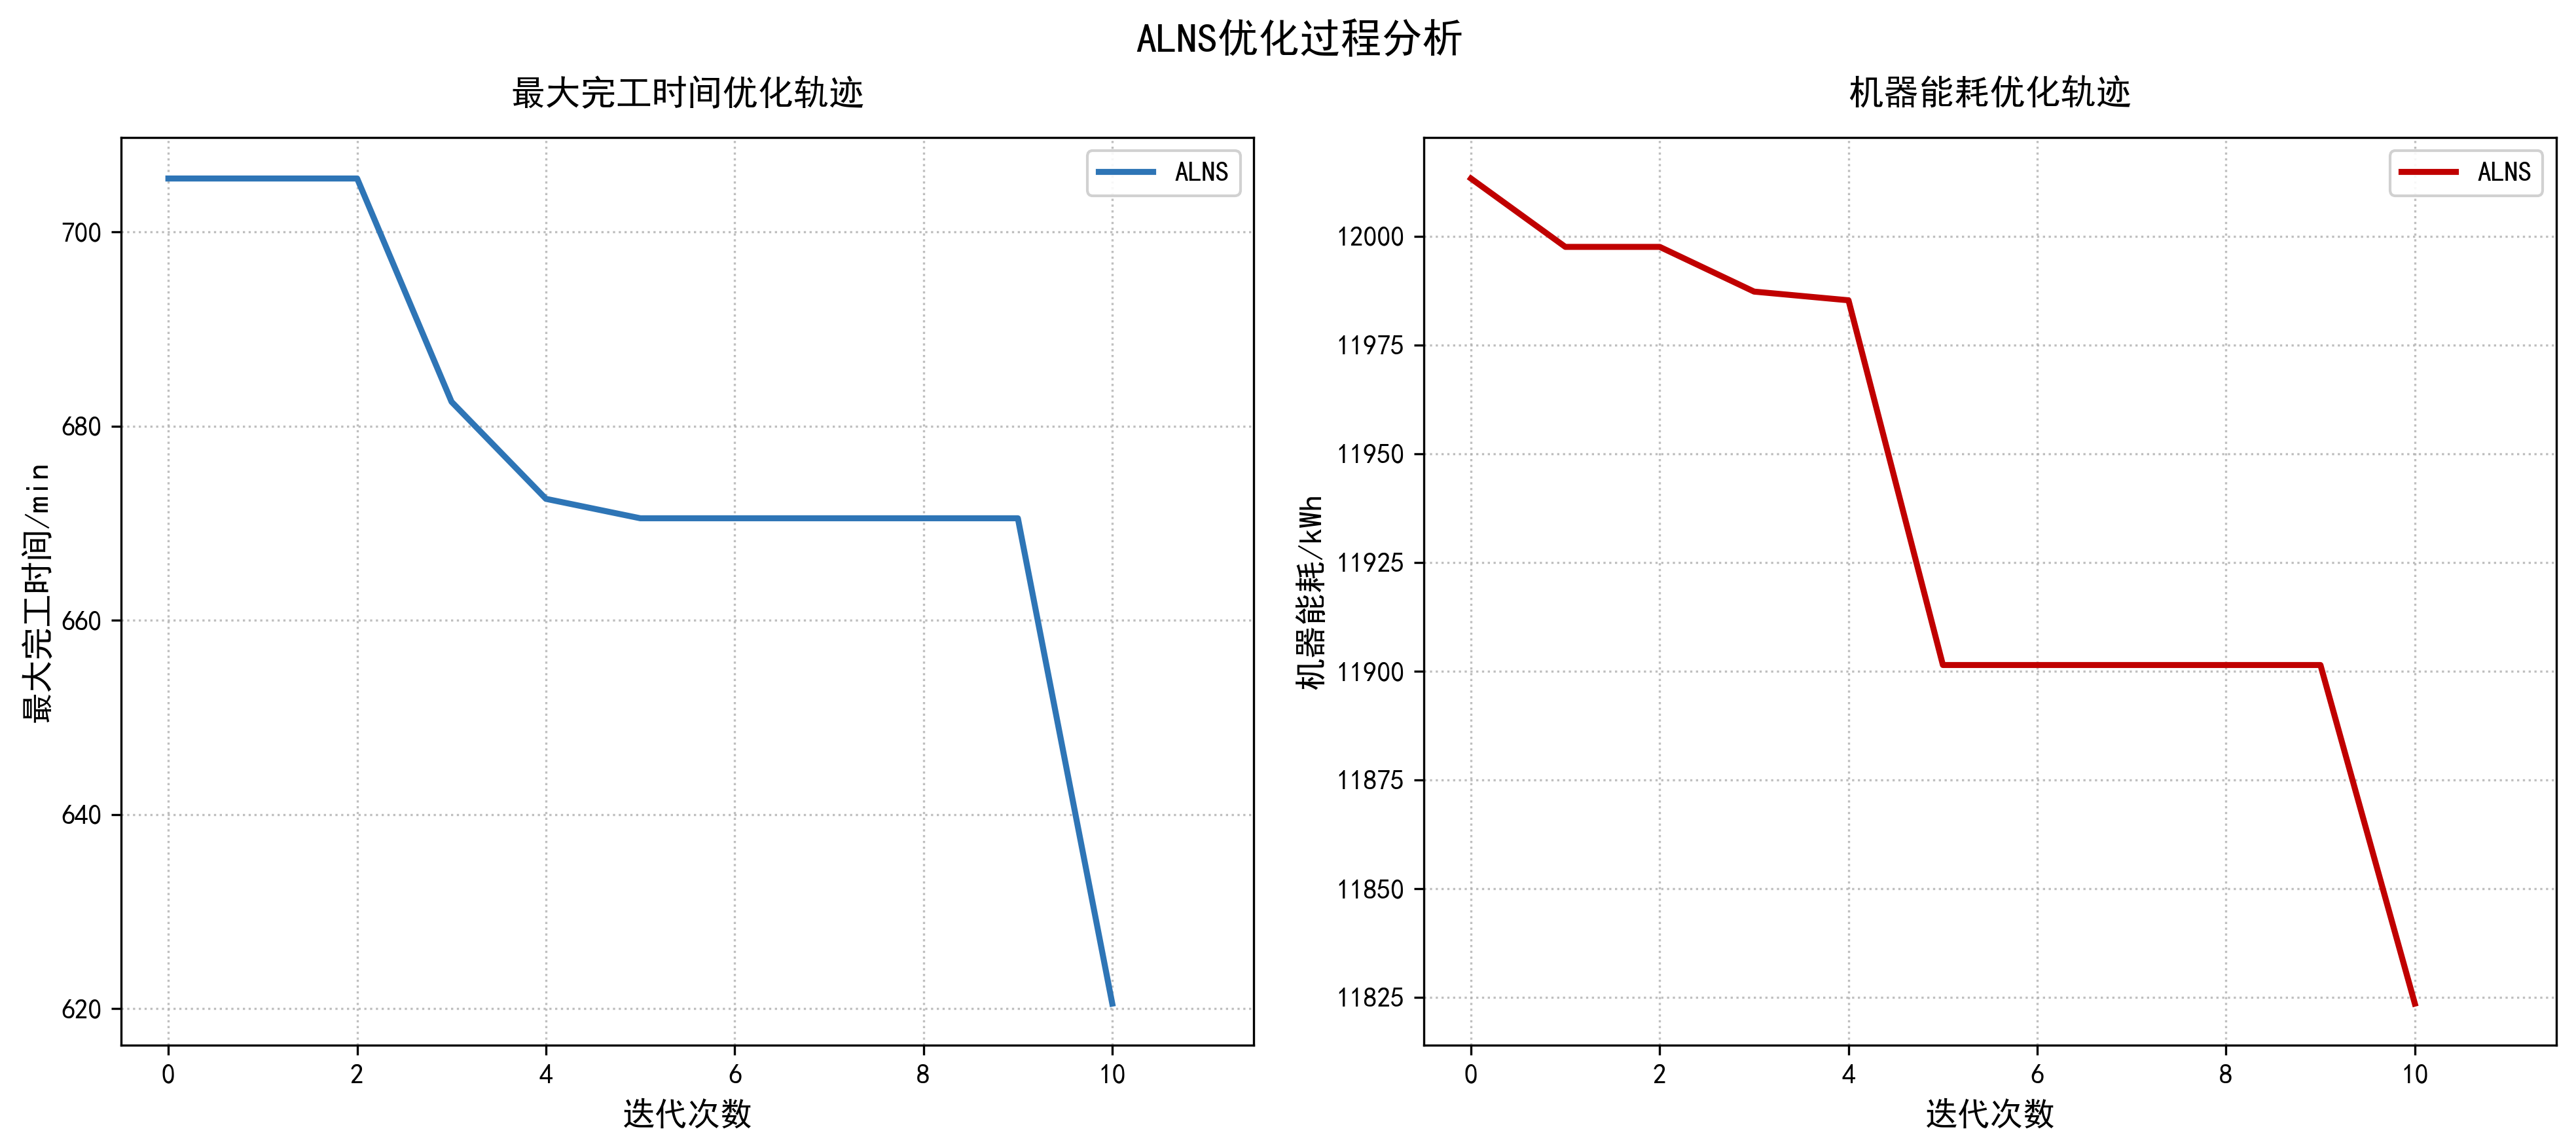 ALNS优化过程分析
最大完工时间优化轨迹
ALNS
700
680
660
640
620
最大完工时间/min
0 2 4 6 8 10
迭代次数
机器能耗优化轨迹
ALNS
12000
11975
11950
11925
11900
11875
11850
11825
机器能耗/kWh
0 2 4 6 8 10
迭代次数